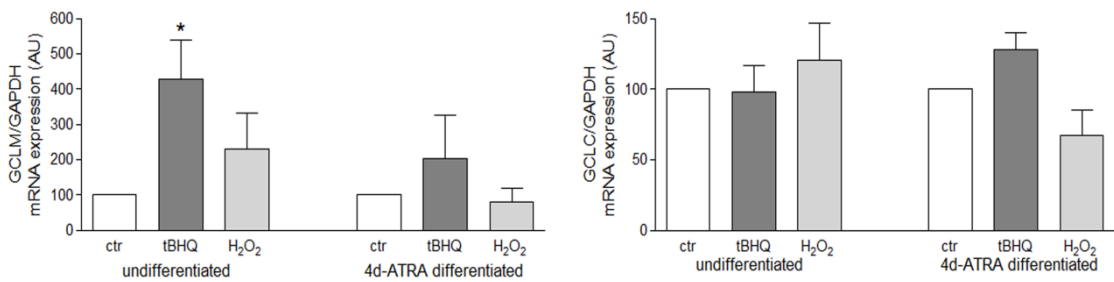 GCLM/GAPDH
mRNA expression (AU)
600
500
400
300
200
100
0
*
ctr
tBHQ
H₂O₂
ctr
tBHQ
H₂O₂
undifferentiated
4d-ATRA differentiated
GCLC/GAPDH
mRNA expression (AU)
150
100
50
0
ctr
tBHQ
H₂O₂
ctr
tBHQ
H₂O₂
undifferentiated
4d-ATRA differentiated